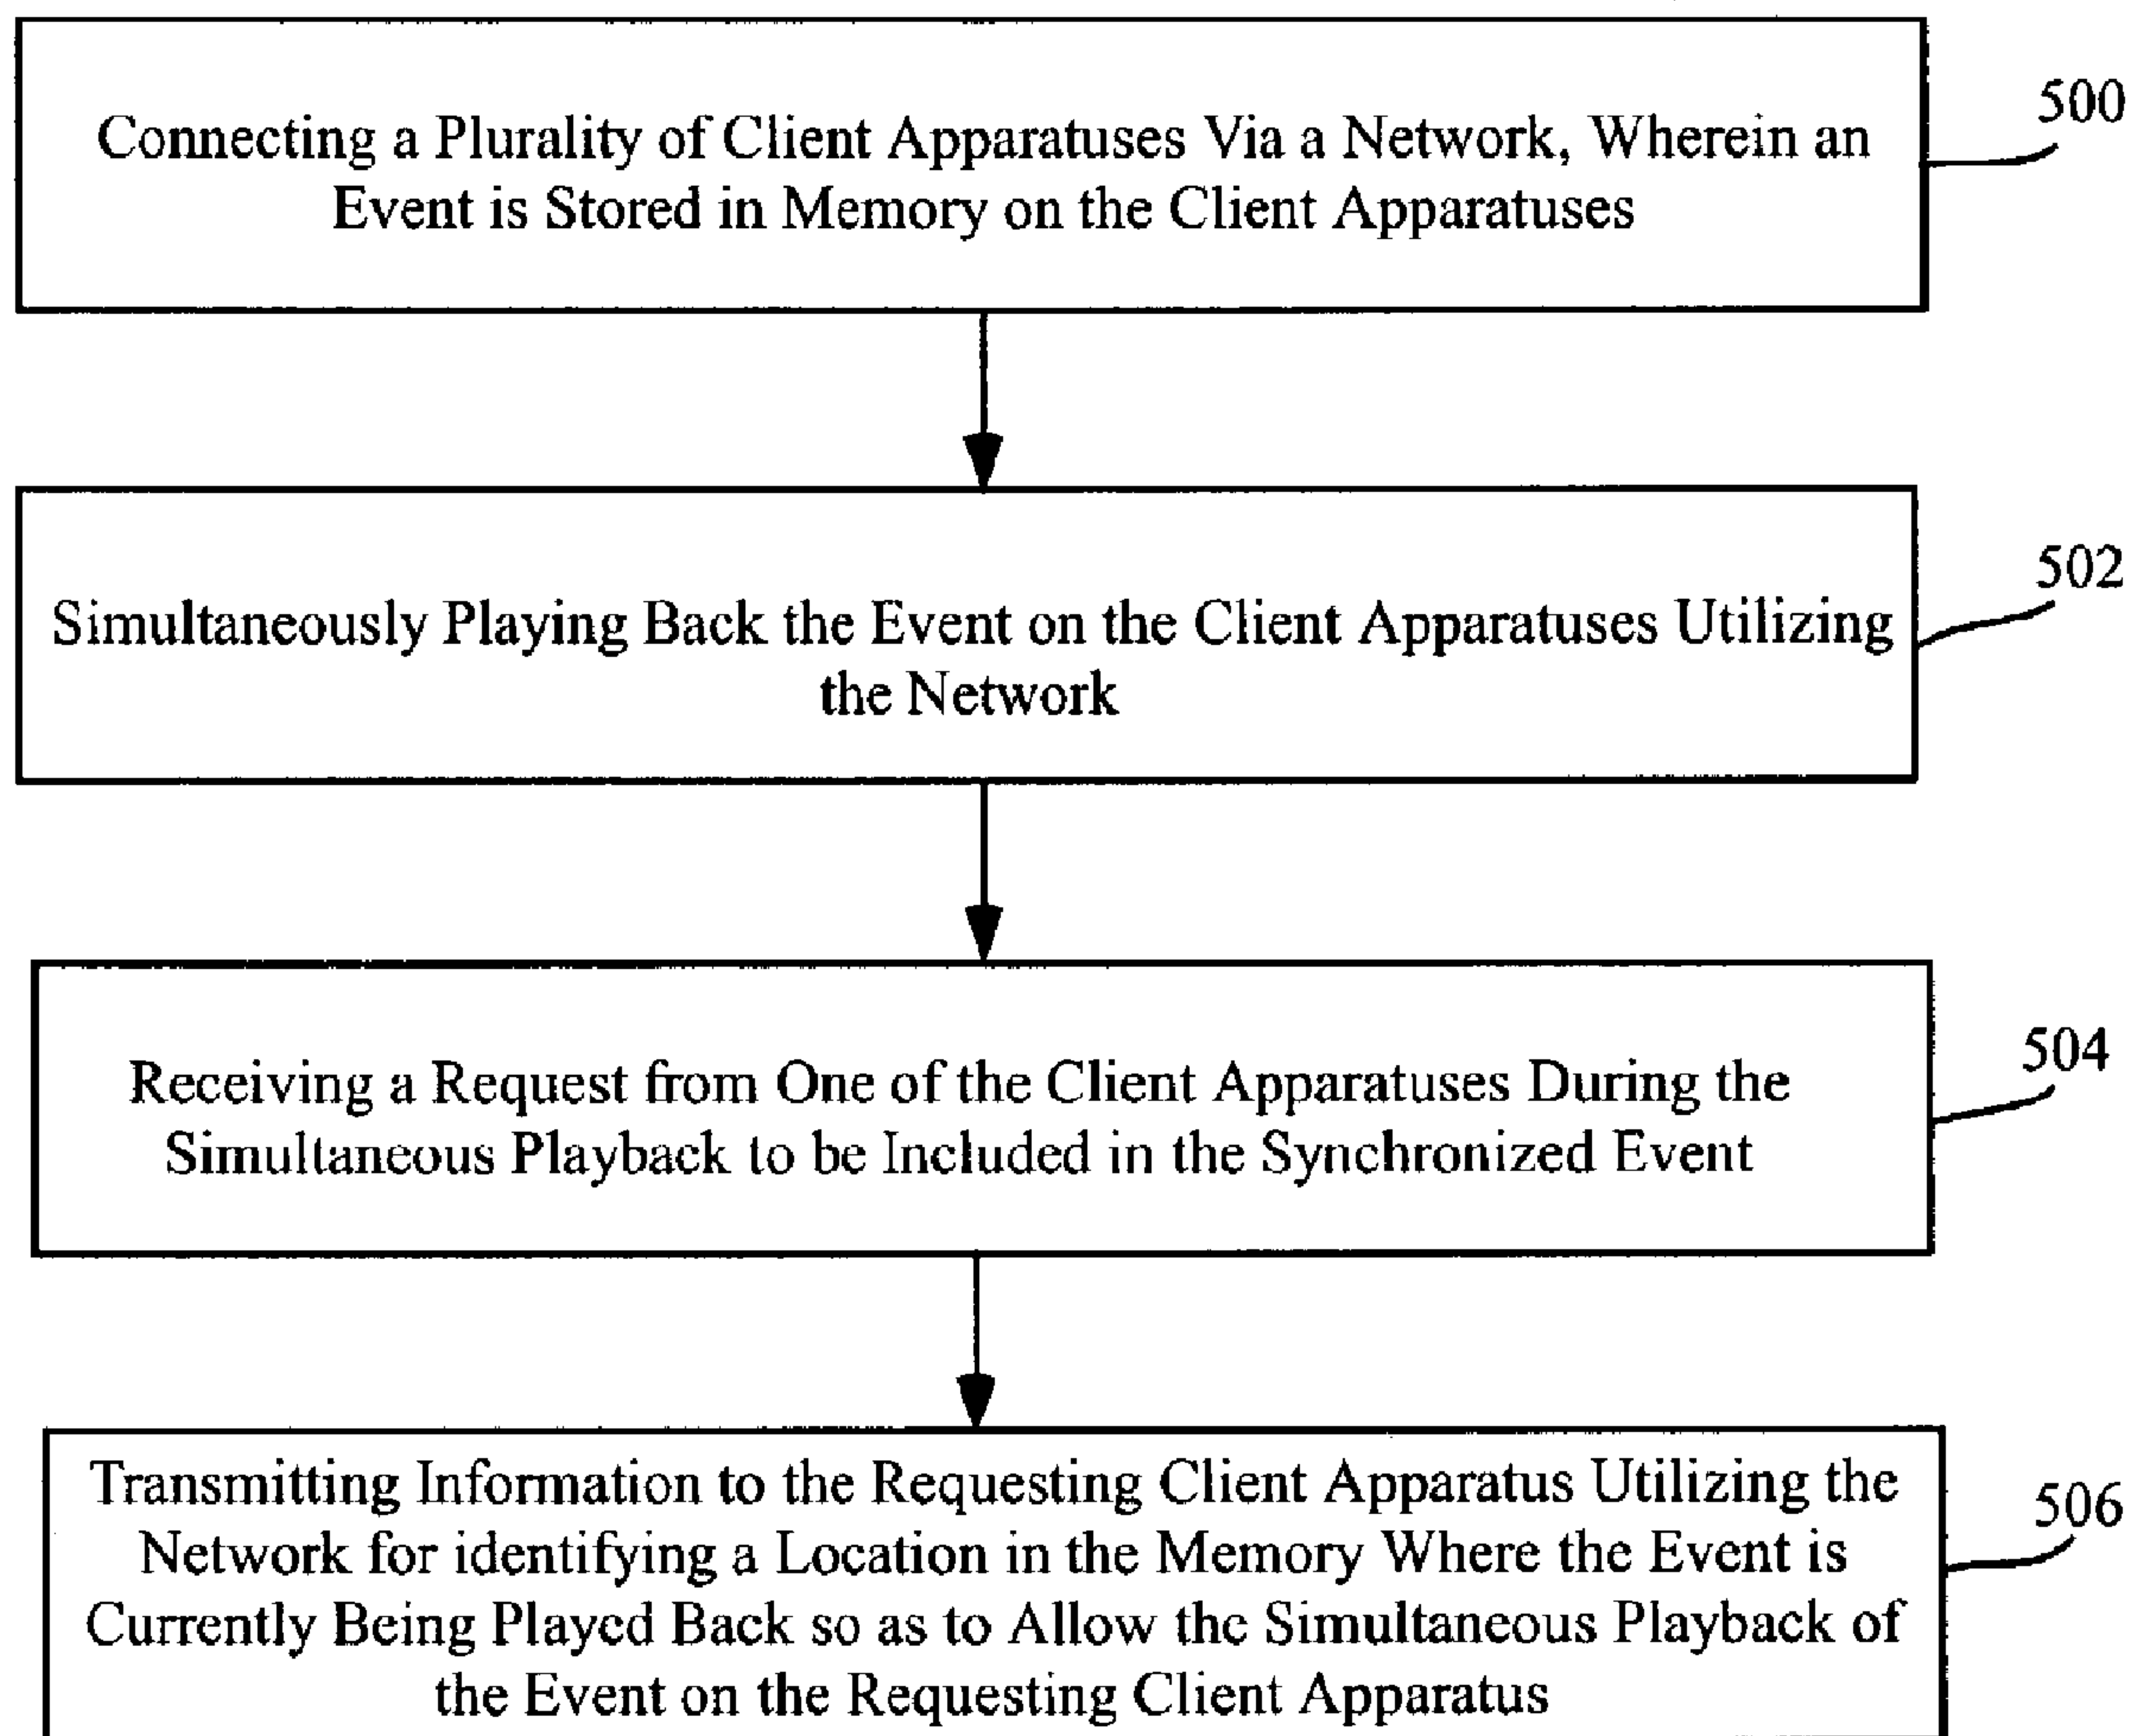 Connecting a Plurality of Client Apparatuses Via a Network, Wherein an
Event is Stored in Memory on the Client Apparatuses
500
Simultaneously Playing Back the Event on the Client Apparatuses Utilizing
the Network
502
Receiving a Request from One of the Client Apparatuses During the
Simultaneous Playback to be Included in the Synchronized Event
504
Transmitting Information to the Requesting Client Apparatus Utilizing the
Network for identifying a Location in the Memory Where the Event is
Currently Being Played Back so as to Allow the Simultaneous Playback of
the Event on the Requesting Client Apparatus
506